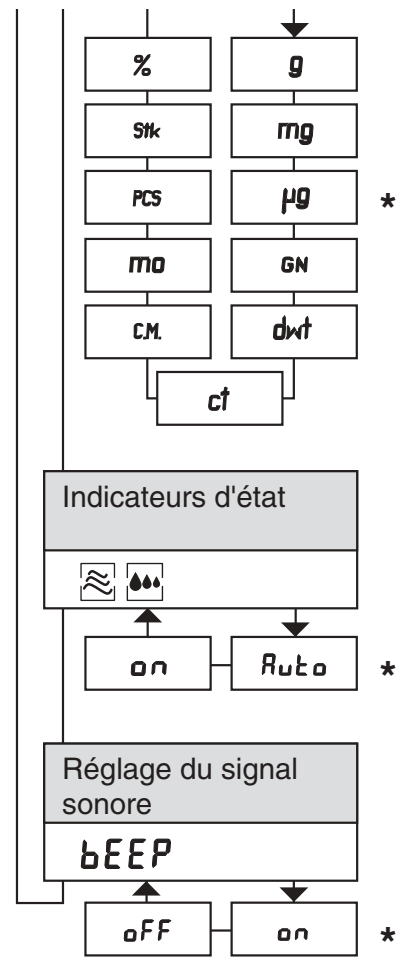 % g
Stk mg
PCS µg *
mo GN
C.M. dwt
ct
Indicateurs d'état
on Auto *
Réglage du signal
sonore
bEEP
oFF on *